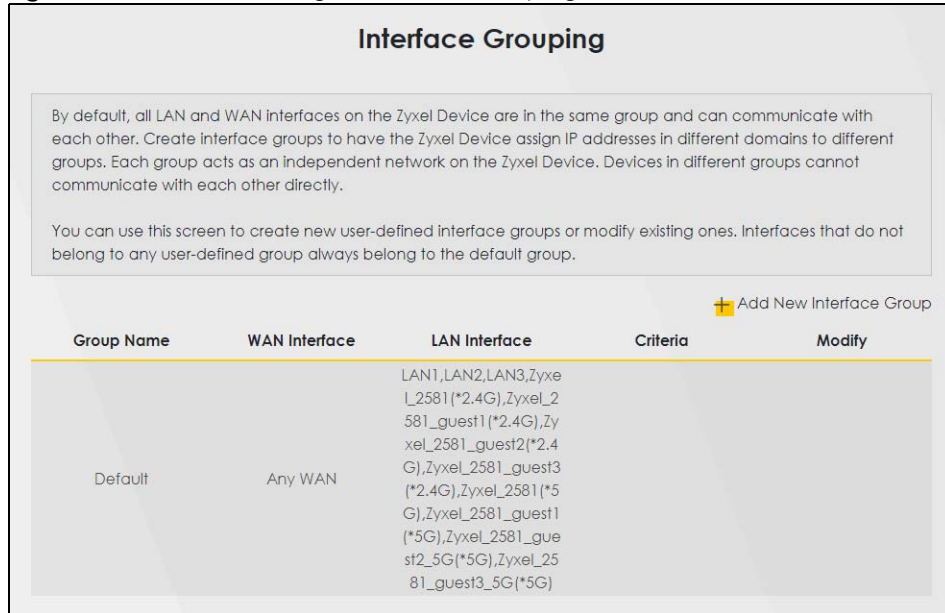 Interface Grouping
By default, all LAN and WAN interfaces on the Zyxel Device are in the same group and can communicate with
each other. Create interface groups to have the Zyxel Device assign IP addresses in different domains to different
groups. Each group acts as an independent network on the Zyxel Device. Devices in different groups cannot
communicate with each other directly.
You can use this screen to create new user-defined interface groups or modify existing ones. Interfaces that do not
belong to any user-defined group always belong to the default group.
+ Add New Interface Group
Group Name WAN Interface LAN Interface Criteria Modify
Default Any WAN
LAN1,LAN2,LAN3,Zyxe
l_2581(*2.4G),Zyxel_2
581_guest1(*2.4G),Zy
xel_2581_guest2(*2.4
G),Zyxel_2581_guest3
(*2.4G),Zyxel_2581(*5
G),Zyxel_2581_guest1
(*5G),Zyxel_2581_gue
st2_5G(*5G),Zyxel_25
81_guest3_5G(*5G)